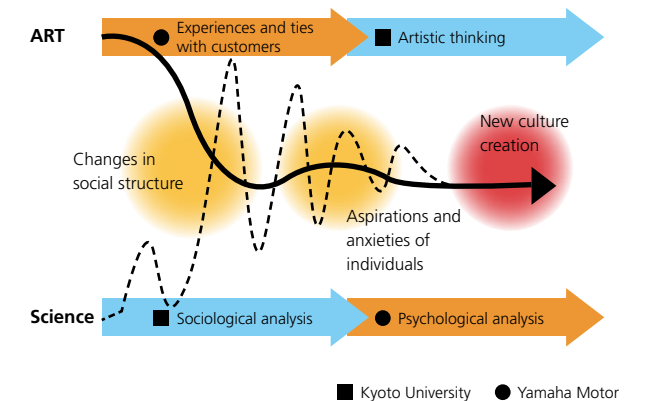 ART
Experiences and ties
with customers
Artistic thinking
New culture
creation
Changes in
social structure
Aspirations and
anxieties of
individuals
Science
Sociological analysis
Psychological analysis
Kyoto University
Yamaha Motor